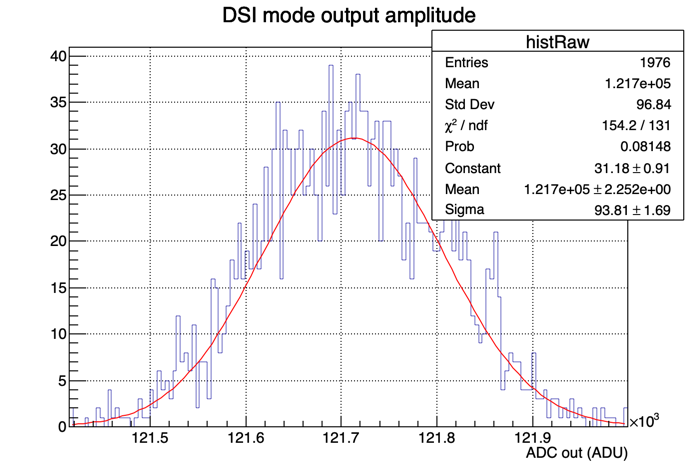 DSI mode output amplitude
histRaw
Entries 1976
Mean 1.217e+05
Std Dev 96.84
χ² / ndf 154.2 / 131
Prob 0.08148
Constant 31.18 ± 0.91
Mean 1.217e+05 ± 2.252e+00
Sigma 93.81 ± 1.69
40
35
30
25
20
15
10
5
0
121.5 121.6 121.7 121.8 121.9
×10³
ADC out (ADU)